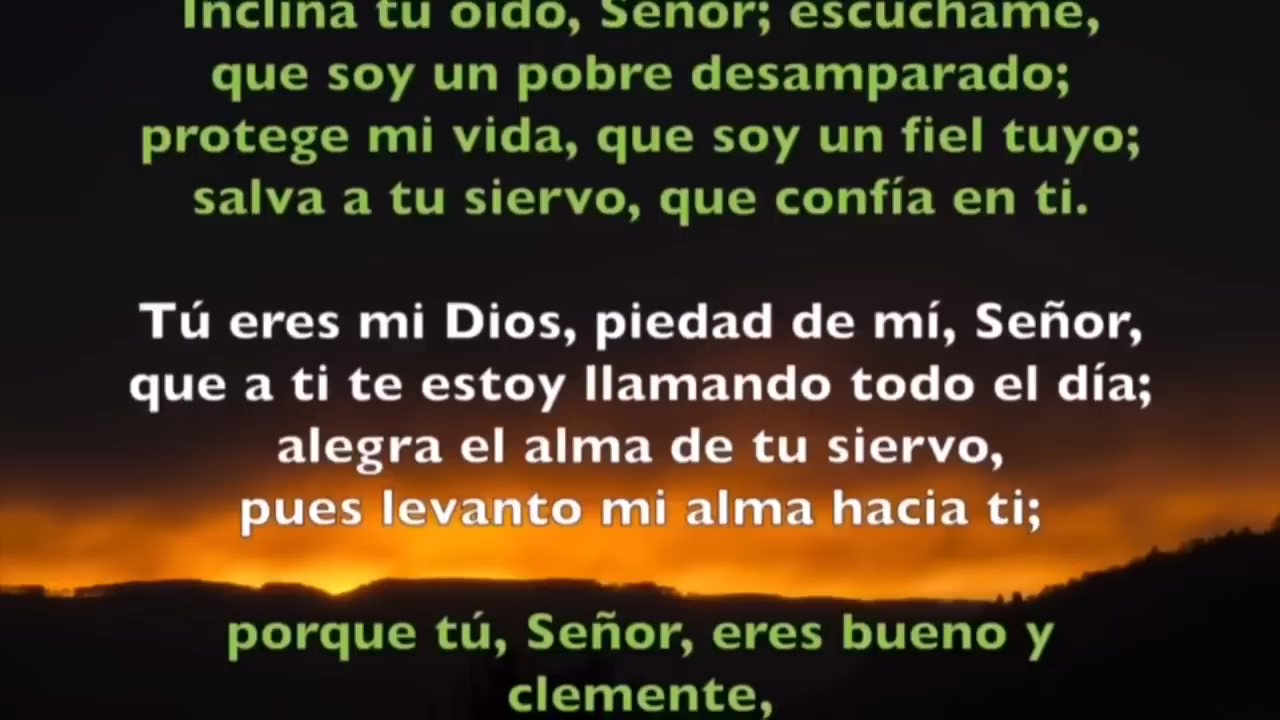 Inclina tu oído, Señor; escúchame,
que soy un pobre desamparado;
protege mi vida, que soy un fiel tuyo;
salva a tu siervo, que confía en ti.
Tú eres mi Dios, piedad de mí, Señor,
que a ti te estoy llamando todo el día;
alegra el alma de tu siervo,
pues levanto mi alma hacia ti;
porque tú, Señor, eres bueno y
clemente,